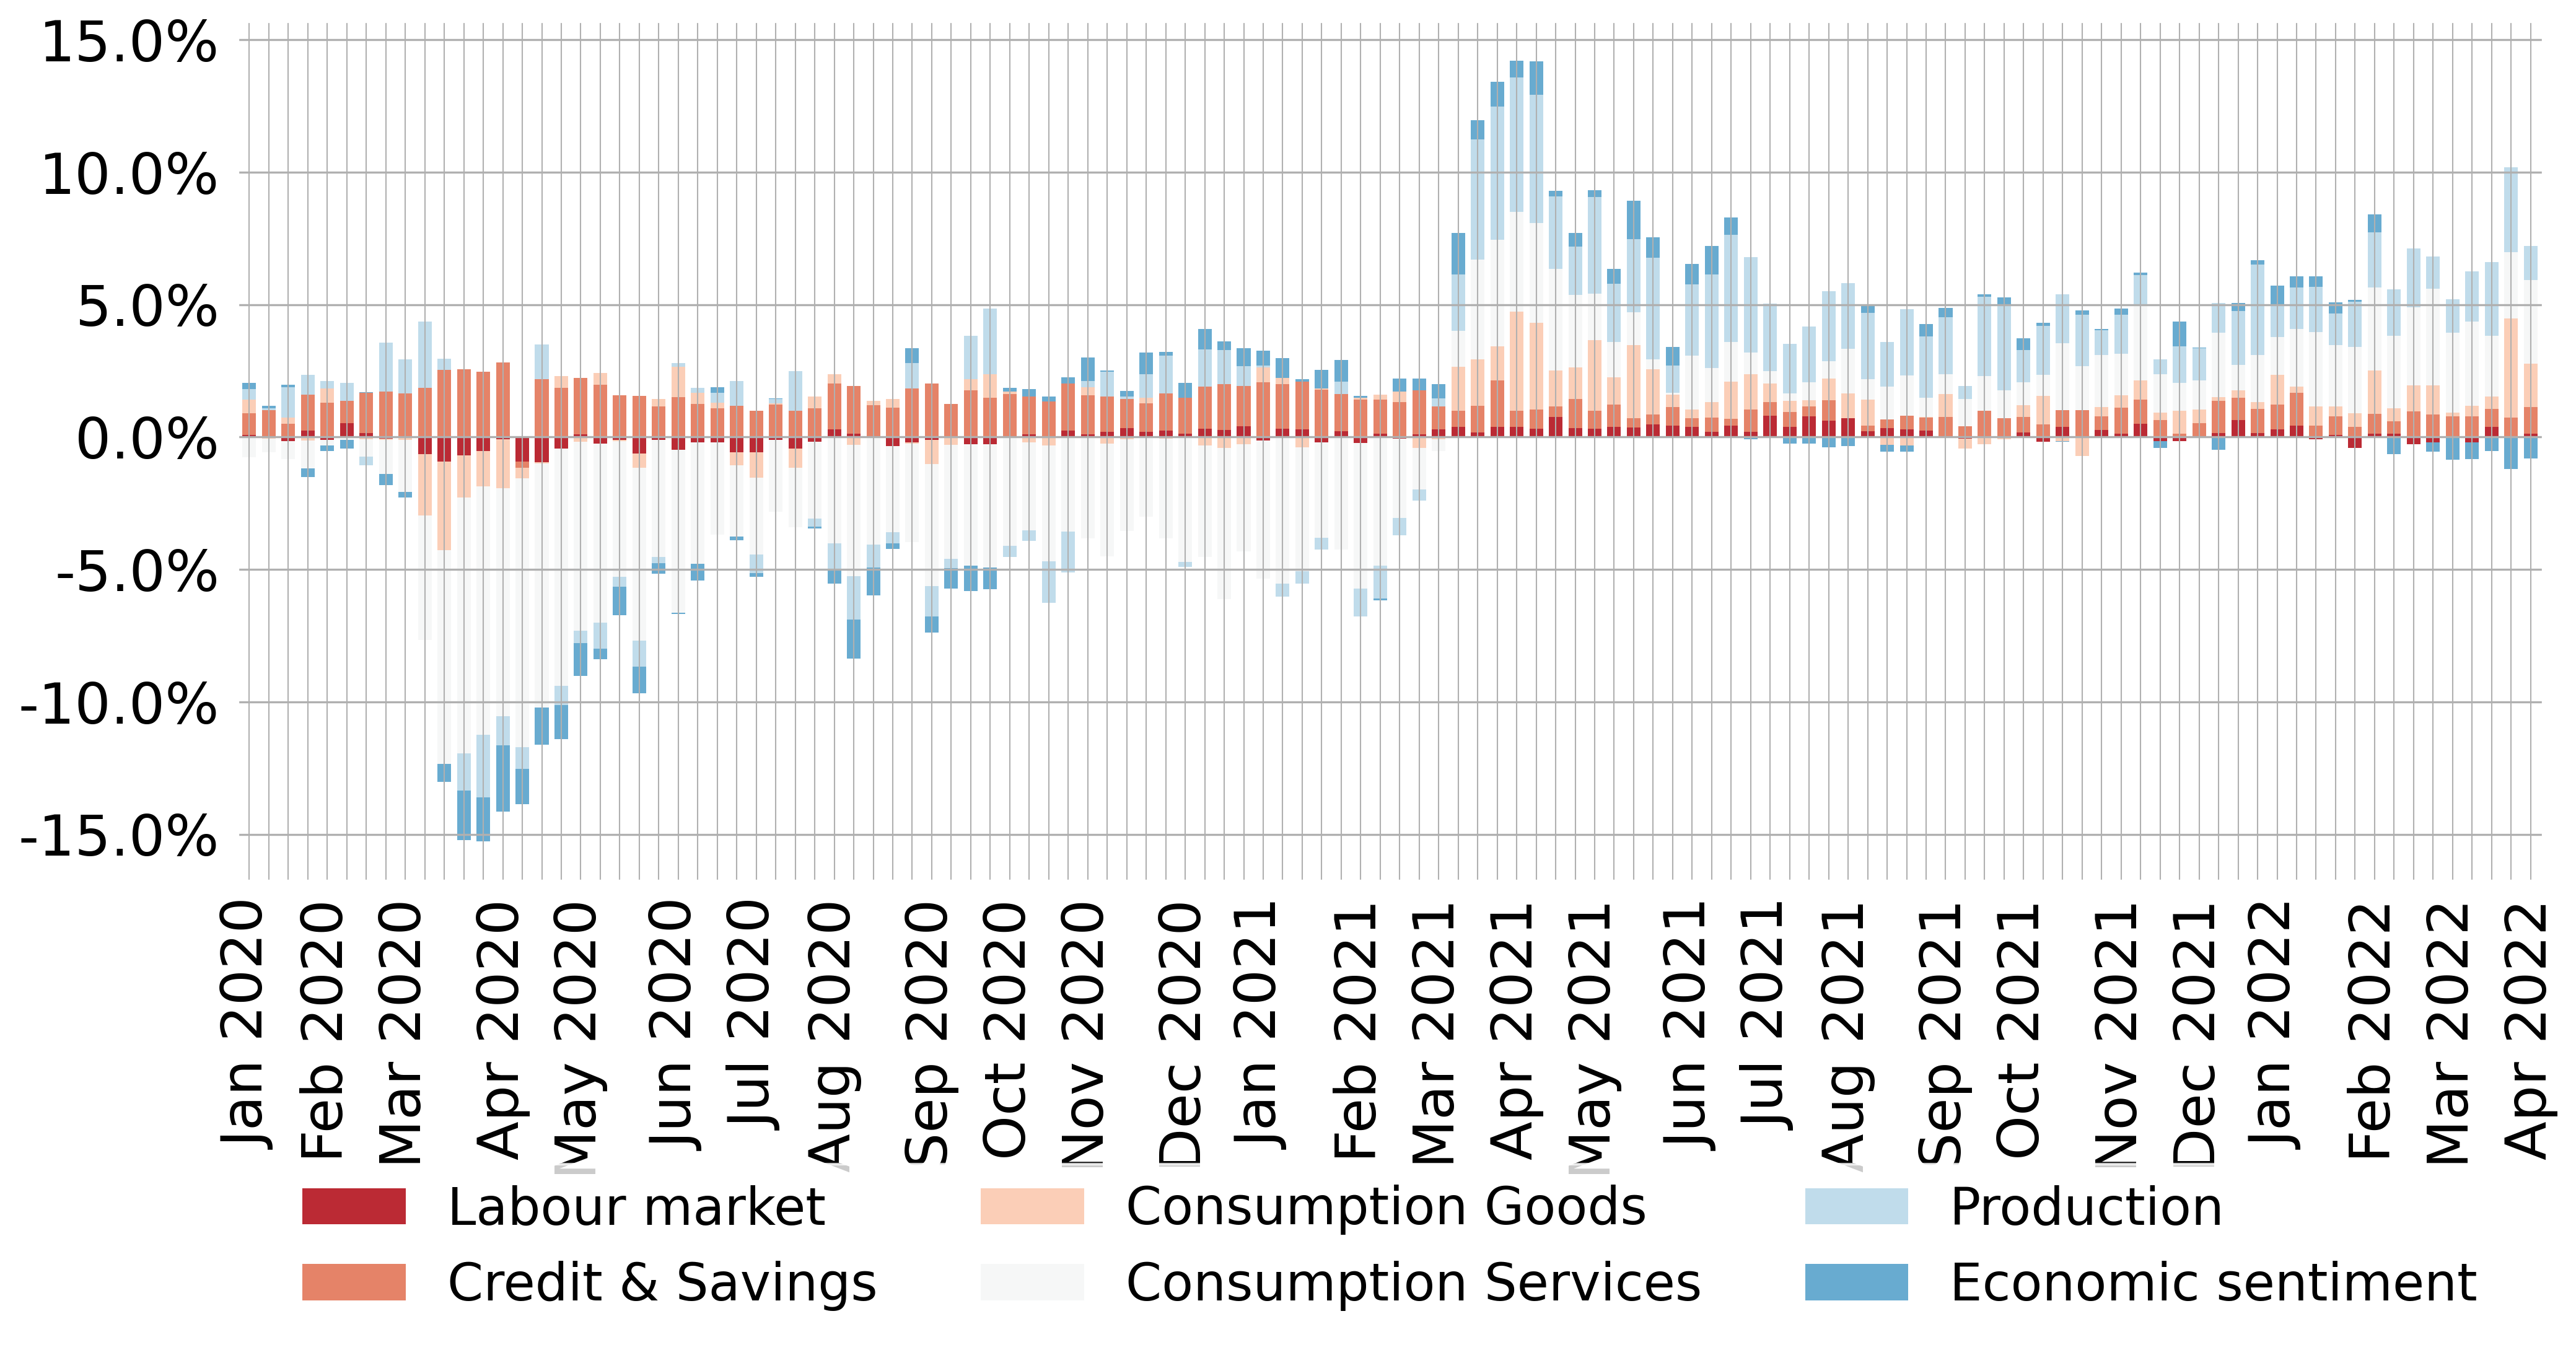 15.0%
10.0%
5.0%
0.0%
-5.0%
-10.0%
-15.0%
Jan 2020
Feb 2020
Mar 2020
Apr 2020
May 2020
Jun 2020
Jul 2020
Aug 2020
Sep 2020
Oct 2020
Nov 2020
Dec 2020
Jan 2021
Feb 2021
Mar 2021
Apr 2021
May 2021
Jun 2021
Jul 2021
Aug 2021
Sep 2021
Oct 2021
Nov 2021
Dec 2021
Jan 2022
Feb 2022
Mar 2022
Apr 2022
Labour market
Credit & Savings
Consumption Goods
Consumption Services
Production
Economic sentiment